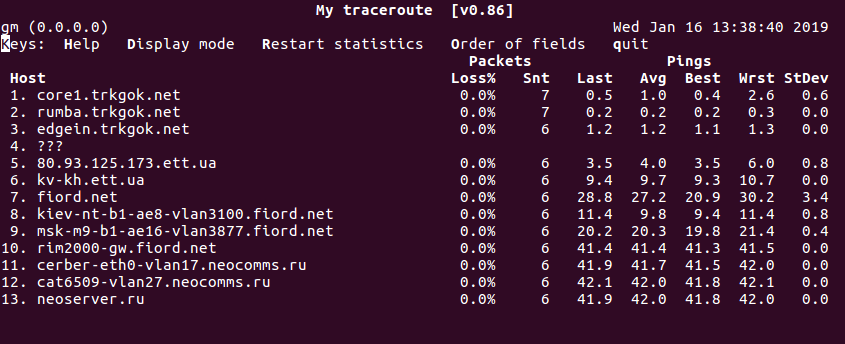 My traceroute  [v0.86]
gm (0.0.0.0) Wed Jan 16 13:38:40 2019
Keys:  Help   Display mode   Restart statistics   Order of fields   quit
Packets Pings
Host Loss% Snt Last Avg Best Wrst StDev
1. core1.trkgok.net 0.0% 7 0.5 1.0 0.4 2.6 0.6
2. rumba.trkgok.net 0.0% 7 0.2 0.2 0.2 0.3 0.0
3. edgein.trkgok.net 0.0% 6 1.2 1.2 1.1 1.3 0.0
4. ???
5. 80.93.125.173.ett.ua 0.0% 6 3.5 4.0 3.5 6.0 0.8
6. kv-kh.ett.ua 0.0% 6 9.4 9.7 9.3 10.7 0.0
7. fiord.net 0.0% 6 28.8 27.2 20.9 30.2 3.4
8. kiev-nt-b1-ae8-vlan3100.fiord.net 0.0% 6 11.4 9.8 9.4 11.4 0.8
9. msk-m9-b1-ae16-vlan3877.fiord.net 0.0% 6 20.2 20.3 19.8 21.4 0.4
10. rim2000-gw.fiord.net 0.0% 6 41.4 41.4 41.3 41.5 0.0
11. cerber-eth0-vlan17.neocomms.ru 0.0% 6 41.9 41.7 41.5 42.0 0.0
12. cat6509-vlan27.neocomms.ru 0.0% 6 42.1 42.0 41.8 42.1 0.0
13. neoserver.ru 0.0% 6 41.9 42.0 41.8 42.0 0.0